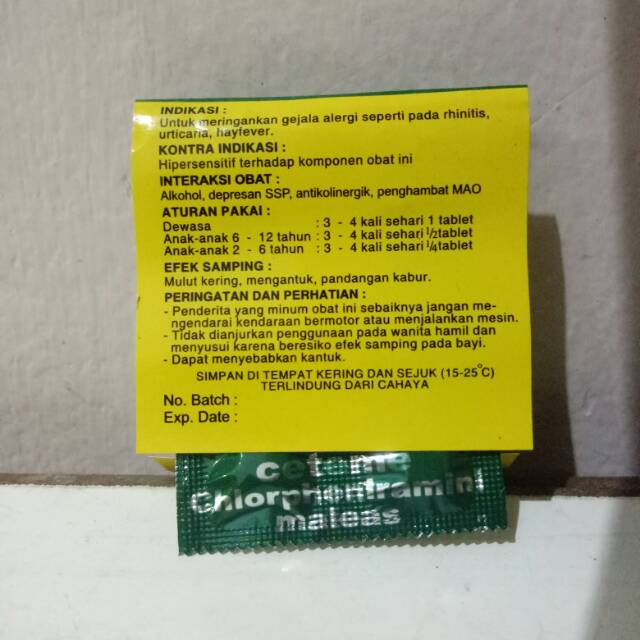 INDIKASI :
Untuk meringankan gejala alergi seperti pada rhinitis,
urticaria, hayfever.
KONTRA INDIKASI :
Hipersensitif terhadap komponen obat ini
INTERAKSI OBAT :
Alkohol, depresan SSP, antikolinergik, penghambat MAO
ATURAN PAKAI :
Dewasa : 3 - 4 kali sehari 1 tablet
Anak-anak 6 - 12 tahun : 3 - 4 kali sehari 1/2 tablet
Anak-anak 2 - 6 tahun : 3 - 4 kali sehari 1/4 tablet
EFEK SAMPING :
Mulut kering, mengantuk, pandangan kabur.
PERINGATAN DAN PERHATIAN :
- Penderita yang minum obat ini sebaiknya jangan me-
ngendarai kendaraan bermotor atau menjalankan mesin.
- Tidak dianjurkan penggunaan pada wanita hamil dan
menyusui karena beresiko efek samping pada bayi.
- Dapat menyebabkan kantuk.
SIMPAN DI TEMPAT KERING DAN SEJUK (15-25°C)
TERLINDUNG DARI CAHAYA
No. Batch :
Exp. Date :
Chlorpheniramini
maleas